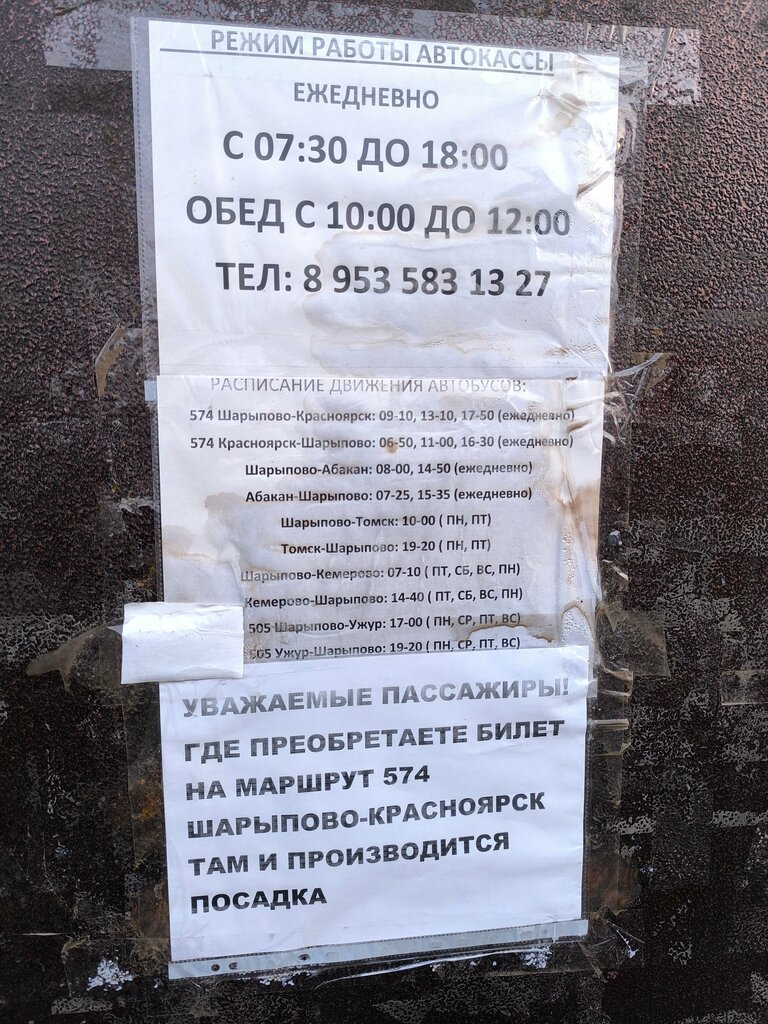 РЕЖИМ РАБОТЫ АВТОКАССЫ
ЕЖЕДНЕВНО
С 07:30 ДО 18:00
ОБЕД С 10:00 ДО 12:00
ТЕЛ: 8 953 583 13 27
РАСПИСАНИЕ ДВИЖЕНИЯ АВТОБУСОВ:
574 Шарыпово-Красноярск: 09-10, 13-10, 17-50 (ежедневно)
574 Красноярск-Шарыпово: 06-50, 11-00, 16-30 (ежедневно)
Шарыпово-Абакан: 08-00, 14-50 (ежедневно)
Абакан-Шарыпово: 07-25, 15-35 (ежедневно)
Шарыпово-Томск: 10-00 ( ПН, ПТ)
Томск-Шарыпово: 19-20 ( ПН, ПТ)
Шарыпово-Кемерово: 07-10 ( ПТ, СБ, ВС, ПН)
Кемерово-Шарыпово: 14-40 ( ПТ, СБ, ВС, ПН)
505 Шарыпово-Ужур: 17-00 ( ПН, СР, ПТ, ВС)
505 Ужур-Шарыпово: 19-20 ( ПН, СР, ПТ, ВС)
УВАЖАЕМЫЕ ПАССАЖИРЫ!
ГДЕ ПРЕОБРЕТАЕТЕ БИЛЕТ
НА МАРШРУТ 574
ШАРЫПОВО-КРАСНОЯРСК
ТАМ И ПРОИЗВОДИТСЯ
ПОСАДКА